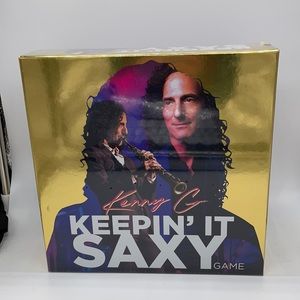 Kenny G
KEEPIN' IT
SAXY
GAME